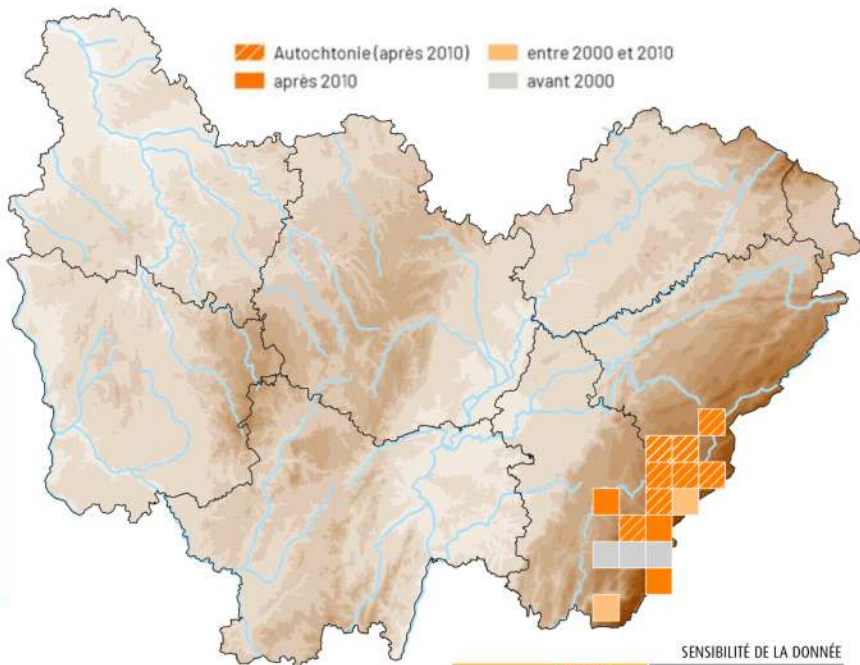 Autochtonie (après 2010)
entre 2000 et 2010
après 2010
avant 2000
SENSIBILITÉ DE LA DONNÉE